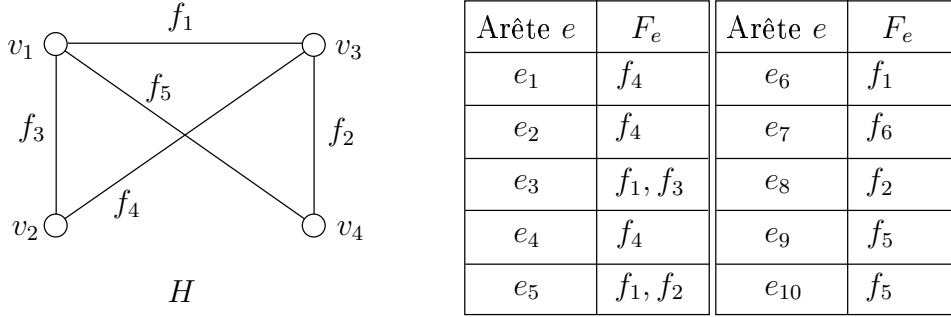 f₁
v₁ v₃
f₅
f₃ f₂
f₄
v₂ v₄
H
Arête e F_e Arête e F_e
e₁ f₄ e₆ f₁
e₂ f₄ e₇ f₆
e₃ f₁, f₃ e₈ f₂
e₄ f₄ e₉ f₅
e₅ f₁, f₂ e₁₀ f₅